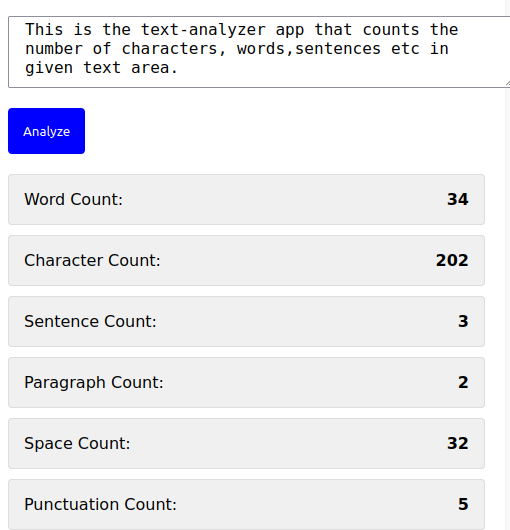 This is the text-analyzer app that counts the
number of characters, words,sentences etc in
given text area.
Analyze
Word Count: 34
Character Count: 202
Sentence Count: 3
Paragraph Count: 2
Space Count: 32
Punctuation Count: 5